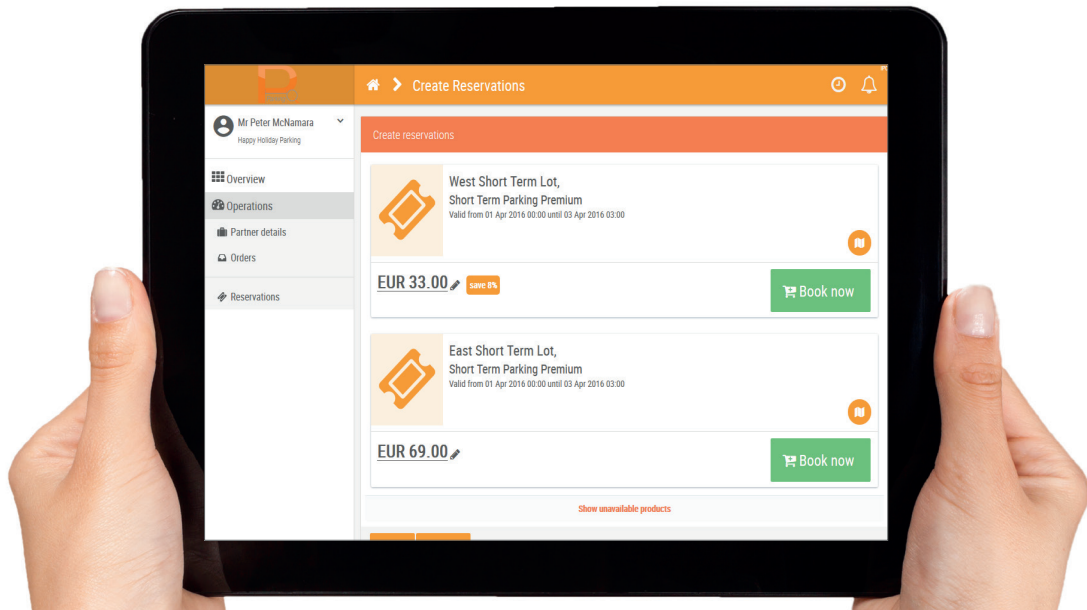 P
Create Reservations
Mr Peter McNamara
Happy Holiday Parking
Overview
Operations
Partner details
Orders
Reservations
Create reservations
West Short Term Lot,
Short Term Parking Premium
Valid from 01 Apr 2016 00:00 until 03 Apr 2016 03:00
EUR 33.00 save 8%
Book now
East Short Term Lot,
Short Term Parking Premium
Valid from 01 Apr 2016 00:00 until 03 Apr 2016 03:00
EUR 69.00
Book now
Show unavailable products